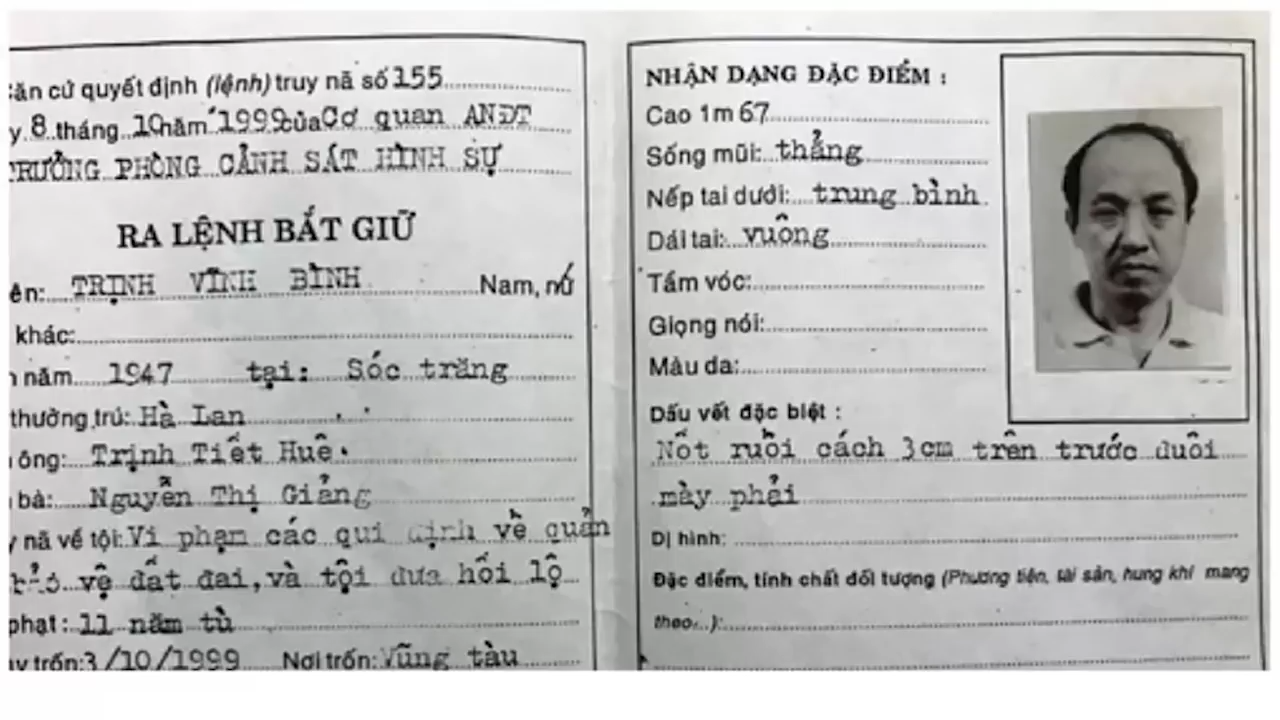 ăn cứ quyết định (lệnh) truy nã số 155
y 8 tháng 10 năm 1999 của Cơ quan ANĐT
TRƯỞNG PHÒNG CẢNH SÁT HÌNH SỰ
RA LỆNH BẮT GIỮ
ên: TRỊNH VĨNH BÌNH Nam, nữ
khác:
năm 1947 tại: Sóc trăng
thường trú: Hà Lan
ông: Trịnh Tiết Huê.
bà: Nguyễn Thị Giảng
nã về tội: Vi phạm các qui định về quản
vệ đất đai, và tội đưa hối lộ
phạt: 11 năm tù
trốn: 3/10/1999 Nơi trốn: Vũng tàu
NHẬN DẠNG ĐẶC ĐIỂM :
Cao 1m 67
Sống mũi: thẳng
Nếp tai dưới: trung bình
Dái tai: vuông
Tầm vóc:
Giọng nói:
Màu da:
Dấu vết đặc biệt :
Nốt ruồi cách 3cm trên trước đuôi
mày phải
Dị hình:
Đặc điểm, tính chất đối tượng (Phương tiện, tài sản, hung khí mang
theo...):